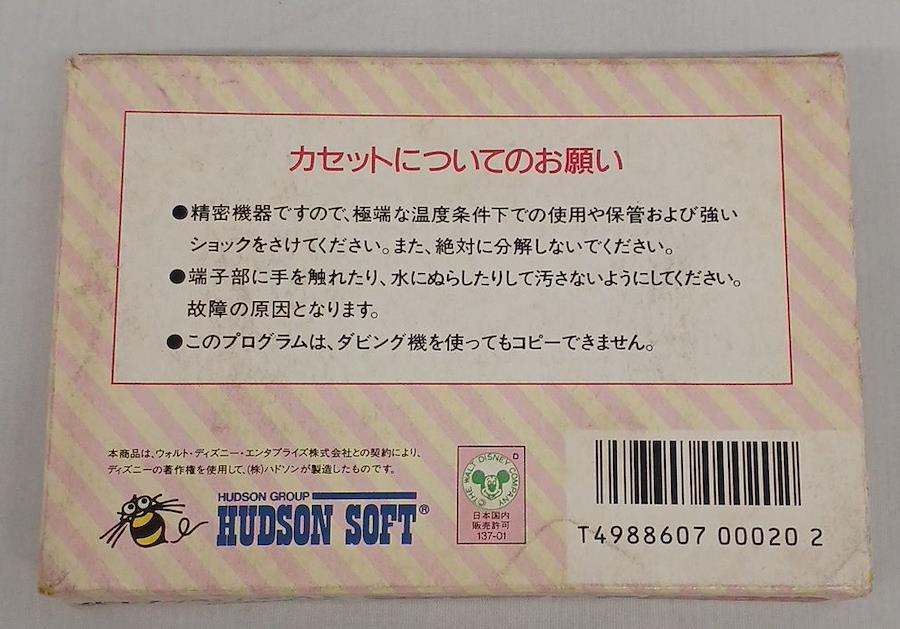 カセットについてのお願い
●精密機器ですので、極端な温度条件下での使用や保管および強い
ショックをさけてください。また、絶対に分解しないでください。
●端子部に手を触れたり、水にぬらしたりして汚さないようにしてください。
故障の原因となります。
●このプログラムは、ダビング機を使ってもコピーできません。
本商品は、ウォルト・ディズニー・エンタプライズ株式会社との契約により、
ディズニーの著作権を使用して、(株)ハドソンが製造したものです。
HUDSON GROUP
HUDSON SOFT®
D
©THE WALT DISNEY COMPANY
日本国内
販売許可
137-01
T4988607 00020 2